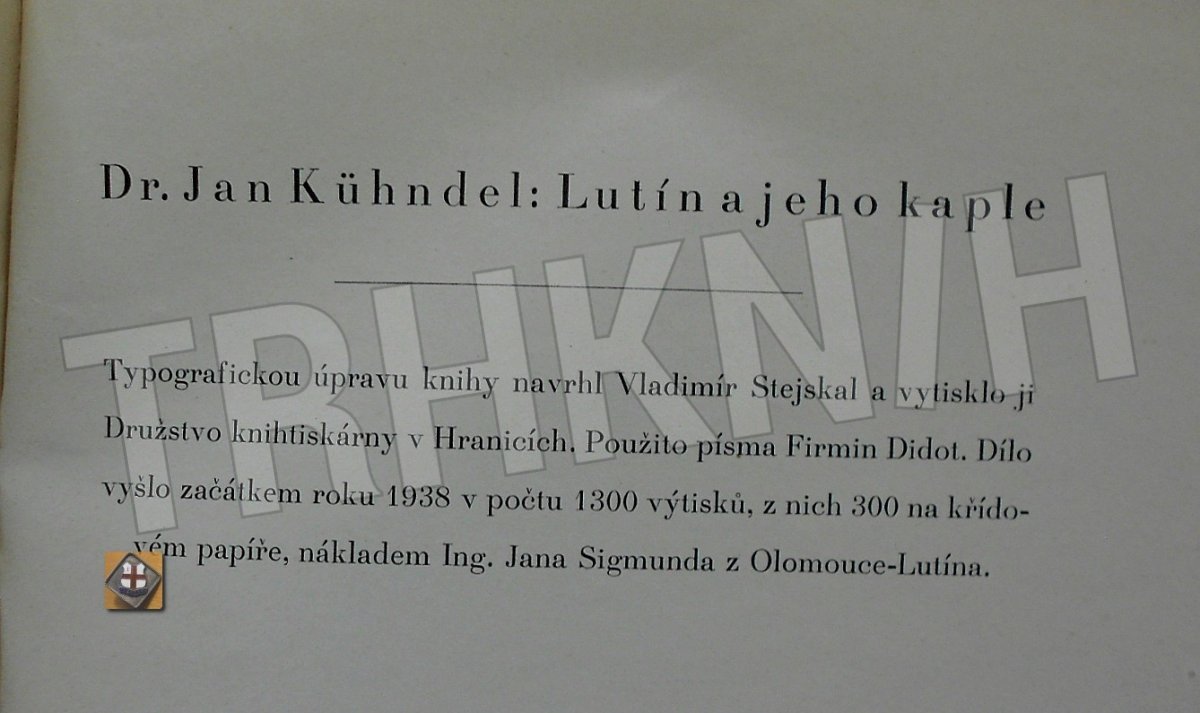 Dr. Jan Kühndel: Lutín a jeho kaple
TRHKNIH
Typografickou úpravu knihy navrhl Vladimír Stejskal a vytisklo ji
Družstvo knihtiskárny v Hranicích. Použito písma Firmin Didot. Dílo
vyšlo začátkem roku 1938 v počtu 1300 výtisků, z nich 300 na křído-
vém papíře, nákladem Ing. Jana Sigmunda z Olomouce-Lutína.